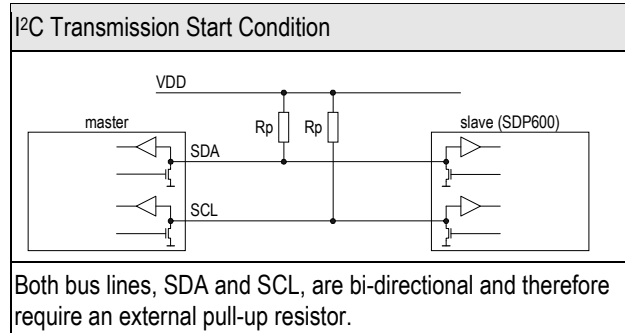 I²C Transmission Start Condition
VDD
master
Rp
Rp
slave (SDP600)
SDA
SCL
Both bus lines, SDA and SCL, are bi-directional and therefore
require an external pull-up resistor.